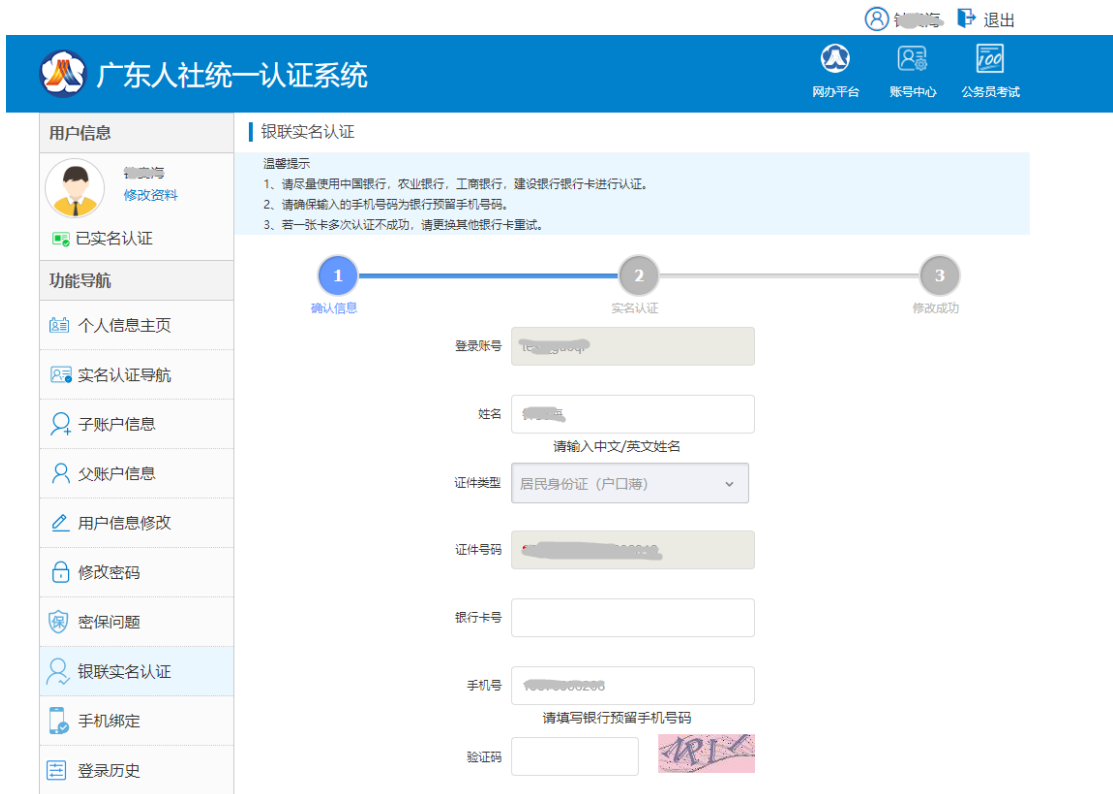 退出
广东人社统一认证系统
网办平台 账号中心 公务员考试
用户信息
修改资料
已实名认证
功能导航
个人信息主页
实名认证导航
子账户信息
父账户信息
用户信息修改
修改密码
密保问题
银联实名认证
手机绑定
登录历史
银联实名认证
温馨提示
1、请尽量使用中国银行，农业银行，工商银行，建设银行银行卡进行认证。
2、请确保输入的手机号码为银行预留手机号码。
3、若一张卡多次认证不成功，请更换其他银行卡重试。
1 2 3
确认信息 实名认证 修改成功
登录账号
姓名
请输入中文/英文姓名
证件类型 居民身份证（户口薄）
证件号码
银行卡号
手机号
请填写银行预留手机号码
验证码